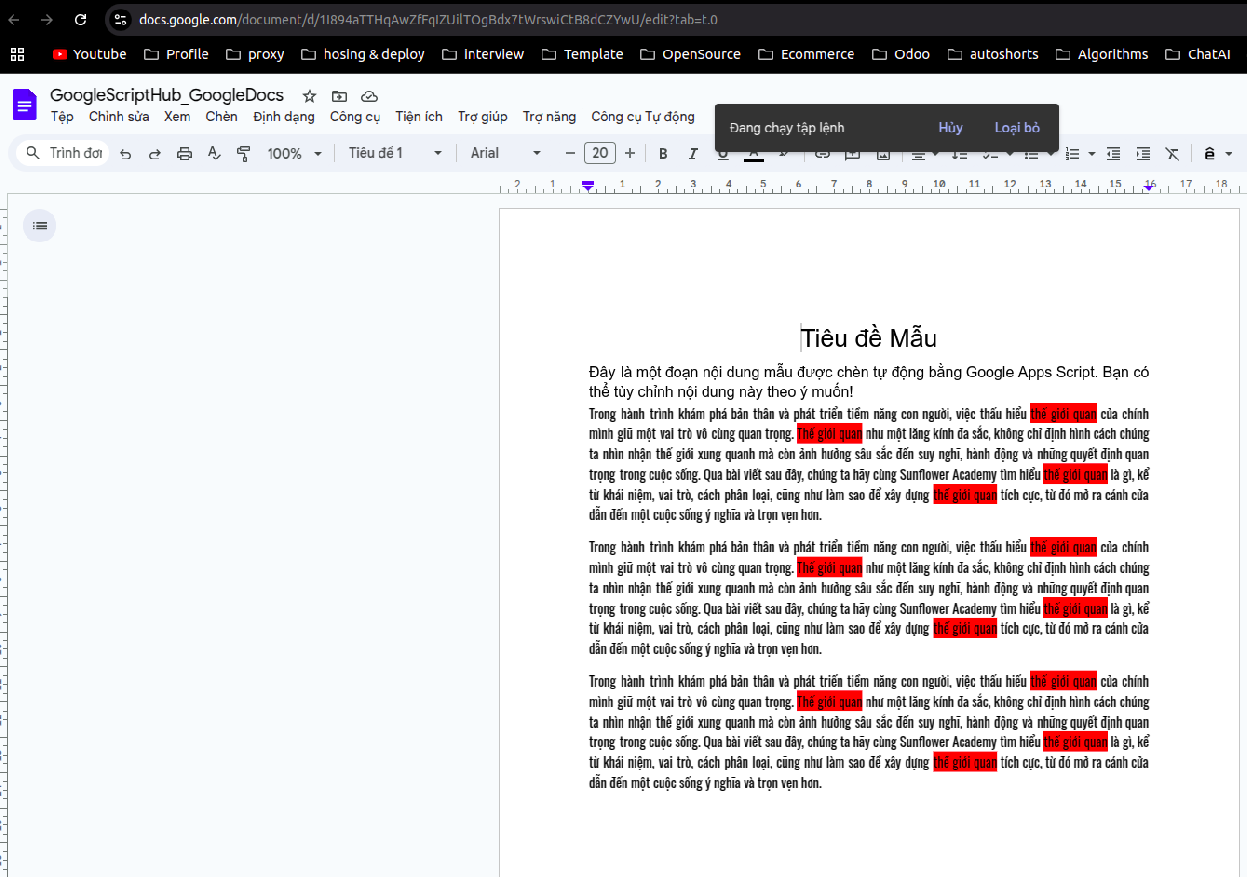 docs.google.com/document/d/1I894aTTHqAwZfFqIZUilTOgBdx7tWrswiCtB8dCZYwU/edit?tab=t.0
Youtube Profile proxy hosing & deploy Interview Template OpenSource Ecommerce Odoo autoshorts Algorithms ChatAI
GoogleScriptHub_GoogleDocs
Tệp Chỉnh sửa Xem Chèn Định dạng Công cụ Tiện ích Trợ giúp Trợ năng Công cụ Tự động
Đang chạy tập lệnh Hủy Loại bỏ
Trình đơn 100% Tiêu đề 1 Arial 20 B I U A
2 1 1 2 3 4 5 6 7 8 9 10 11 12 13 14 15 16 17 18
Tiêu đề Mẫu
Đây là một đoạn nội dung mẫu được chèn tự động bằng Google Apps Script. Bạn có
thể tùy chỉnh nội dung này theo ý muốn!
Trong hành trình khám phá bản thân và phát triển tiềm năng con người, việc thấu hiểu thế giới quan của chính
mình giữ một vai trò vô cùng quan trọng. Thế giới quan như một lăng kính đa sắc, không chỉ định hình cách chúng
ta nhìn nhận thế giới xung quanh mà còn ảnh hưởng sâu sắc đến suy nghĩ, hành động và những quyết định quan
trọng trong cuộc sống. Qua bài viết sau đây, chúng ta hãy cùng Sunflower Academy tìm hiểu thế giới quan là gì, kể
từ khái niệm, vai trò, cách phân loại, cũng như làm sao để xây dựng thế giới quan tích cực, từ đó mở ra cánh cửa
dẫn đến một cuộc sống ý nghĩa và trọn vẹn hơn.
Trong hành trình khám phá bản thân và phát triển tiềm năng con người, việc thấu hiểu thế giới quan của chính
mình giữ một vai trò vô cùng quan trọng. Thế giới quan như một lăng kính đa sắc, không chỉ định hình cách chúng
ta nhìn nhận thế giới xung quanh mà còn ảnh hưởng sâu sắc đến suy nghĩ, hành động và những quyết định quan
trọng trong cuộc sống. Qua bài viết sau đây, chúng ta hãy cùng Sunflower Academy tìm hiểu thế giới quan là gì, kể
từ khái niệm, vai trò, cách phân loại, cũng như làm sao để xây dựng thế giới quan tích cực, từ đó mở ra cánh cửa
dẫn đến một cuộc sống ý nghĩa và trọn vẹn hơn.
Trong hành trình khám phá bản thân và phát triển tiềm năng con người, việc thấu hiểu thế giới quan của chính
mình giữ một vai trò vô cùng quan trọng. Thế giới quan như một lăng kính đa sắc, không chỉ định hình cách chúng
ta nhìn nhận thế giới xung quanh mà còn ảnh hưởng sâu sắc đến suy nghĩ, hành động và những quyết định quan
trọng trong cuộc sống. Qua bài viết sau đây, chúng ta hãy cùng Sunflower Academy tìm hiểu thế giới quan là gì, kể
từ khái niệm, vai trò, cách phân loại, cũng như làm sao để xây dựng thế giới quan tích cực, từ đó mở ra cánh cửa
dẫn đến một cuộc sống ý nghĩa và trọn vẹn hơn.